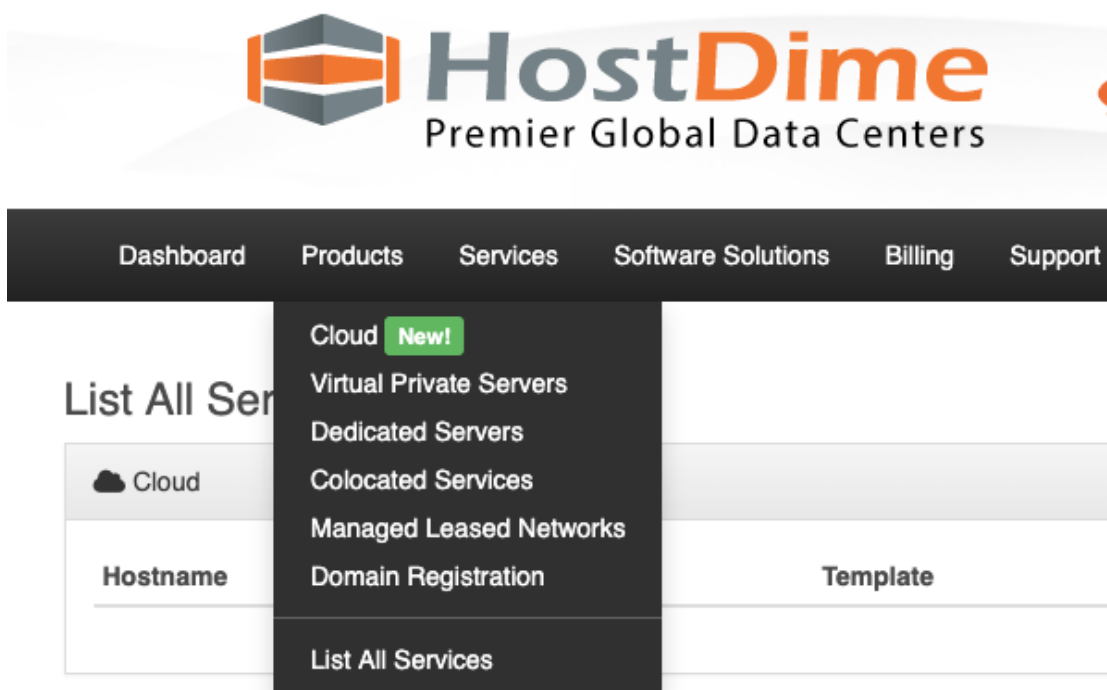 HostDime
Premier Global Data Centers
Dashboard Products Services Software Solutions Billing Support
Cloud New!
Virtual Private Servers
Dedicated Servers
Colocated Services
Managed Leased Networks
Domain Registration
List All Services
List All Ser
Cloud
Hostname Template